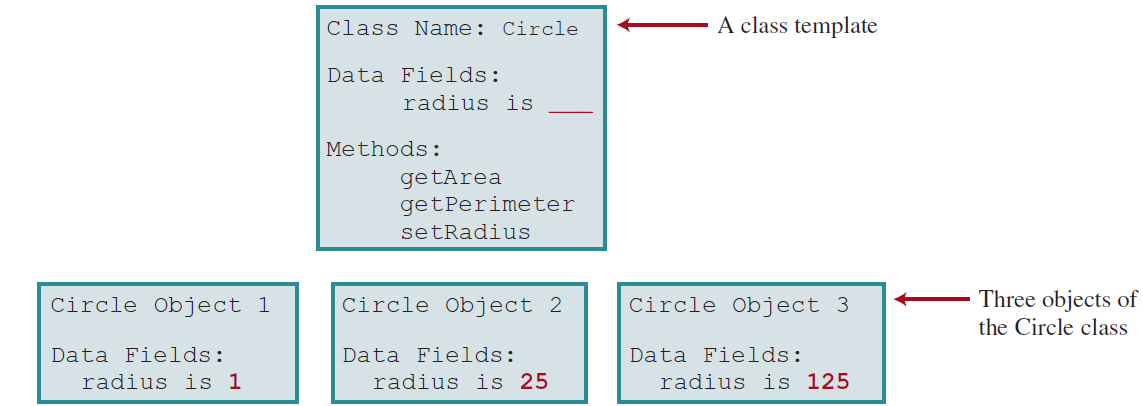 Class Name: Circle
A class template
Data Fields:
radius is ___
Methods:
getArea
getPerimeter
setRadius
Circle Object 1
Data Fields:
radius is 1
Circle Object 2
Data Fields:
radius is 25
Circle Object 3
Data Fields:
radius is 125
Three objects of
the Circle class